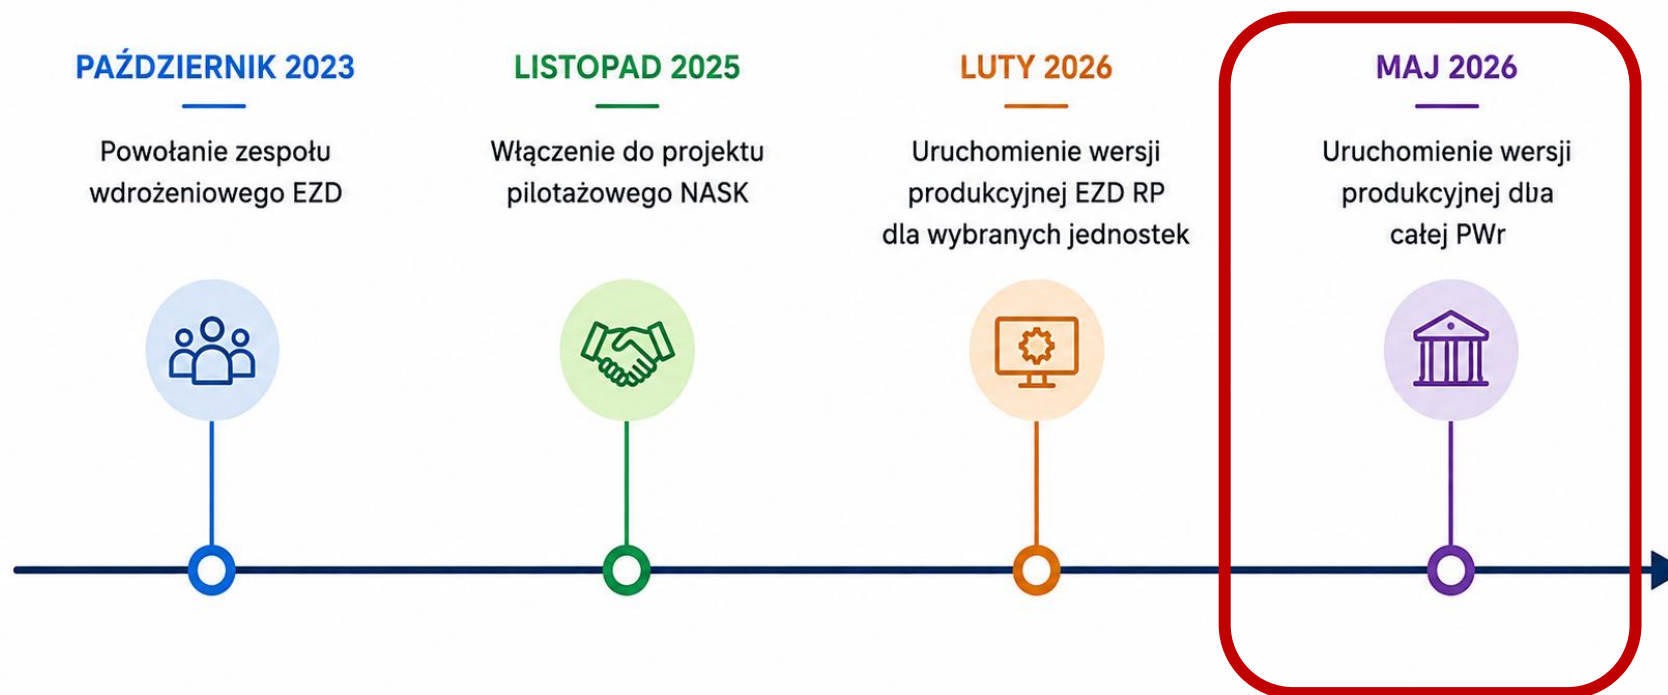 PAŹDZIERNIK 2023
Powołanie zespołu
wdrożeniowego EZD
LISTOPAD 2025
Włączenie do projektu
pilotażowego NASK
LUTY 2026
Uruchomienie wersji
produkcyjnej EZD RP
dla wybranych jednostek
MAJ 2026
Uruchomienie wersji
produkcyjnej
całej PWr